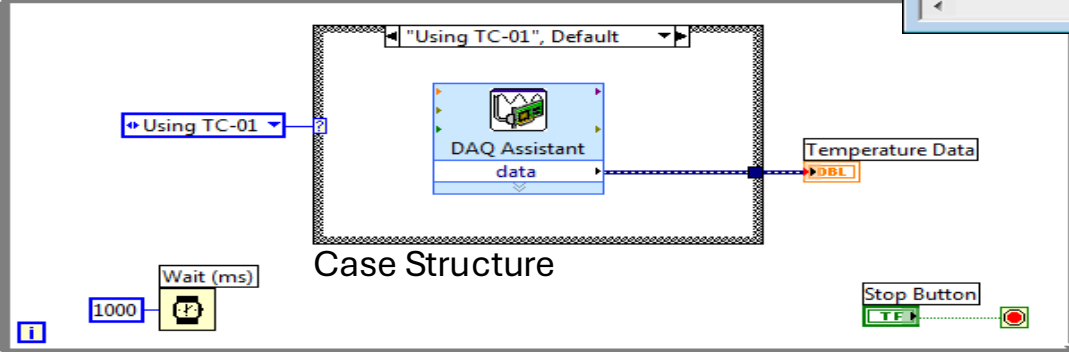 "Using TC-01", Default
Using TC-01
?
DAQ Assistant
data
Temperature Data
DBL
Case Structure
Wait (ms)
1000
Stop Button
TF
i